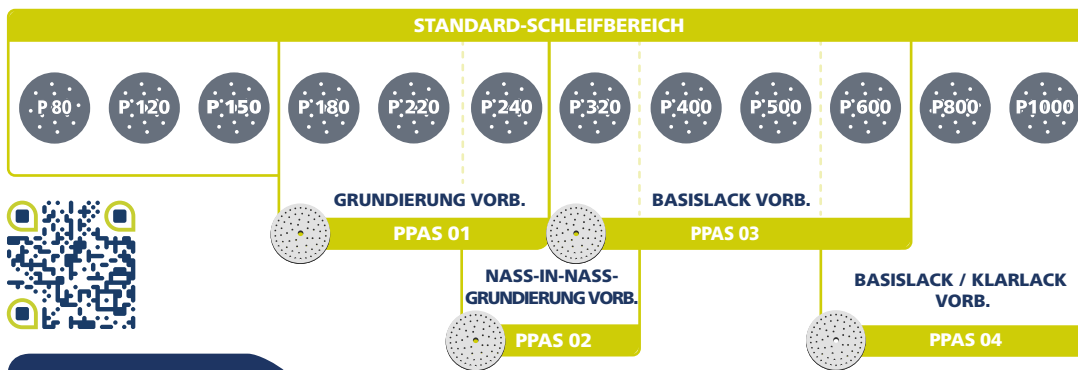 STANDARD-SCHLEIFBEREICH
P 80 P 120 P 150 P 180 P 220 P 240 P 320 P 400 P 500 P 600 P800 P1000
GRUNDIERUNG VORB. BASISLACK VORB.
PPAS 01 PPAS 03
NASS-IN-NASS-
GRUNDIERUNG VORB.
BASISLACK / KLARLACK
VORB.
PPAS 02 PPAS 04